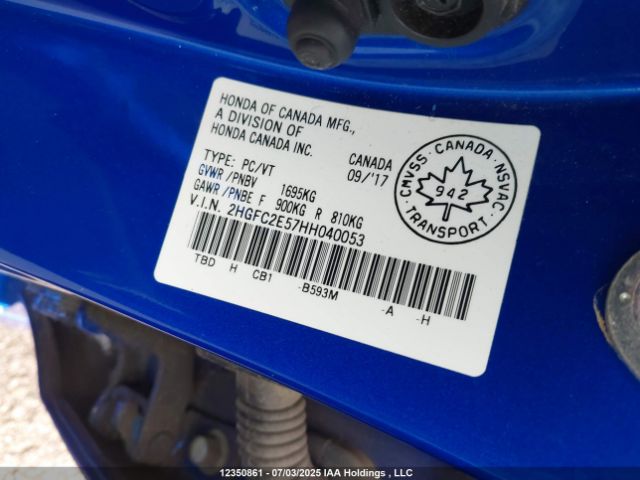 HONDA OF CANADA MFG.,
A DIVISION OF
HONDA CANADA INC.
TYPE: PC/VT CANADA
GVWR/PNBV 1695KG 09/'17
GAWR/PNBE F 900KG R 810KG
V.I.N. 2HGFC2E57HH040053
TBD H CB1 -B593M -A -H
CMVSS·CANADA·NSVAC
942
TRANSPORT
12350861 - 07/03/2025 IAA Holdings , LLC